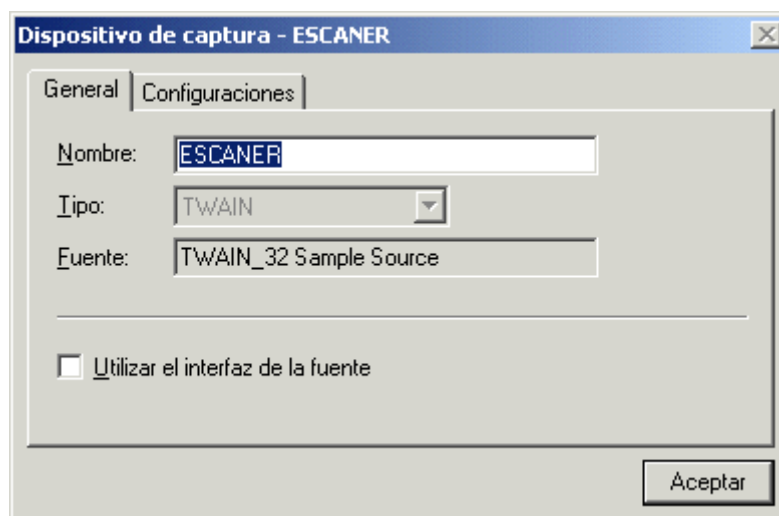 Dispositivo de captura - ESCANER
General Configuraciones
Nombre: ESCANER
Tipo: TWAIN
Fuente: TWAIN_32 Sample Source
Utilizar el interfaz de la fuente
Aceptar